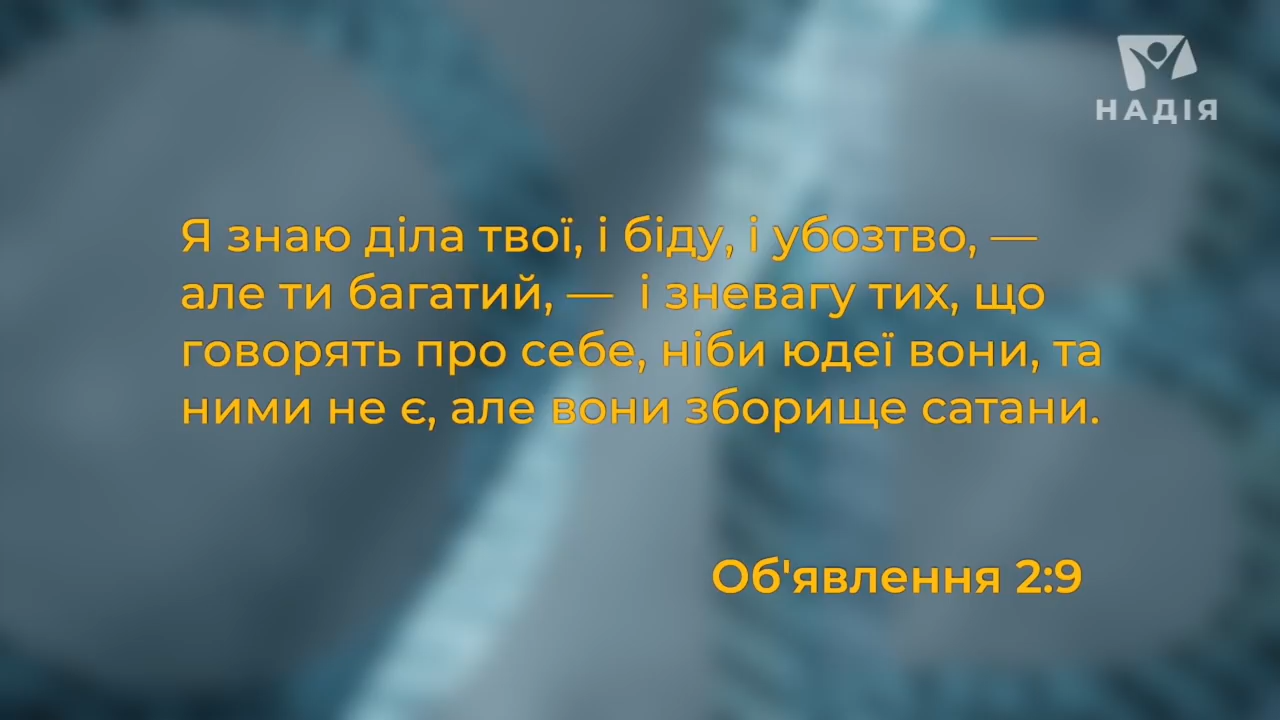 НАДІЯ
Я знаю діла твої, і біду, і убозтво, —
але ти багатий, — і зневагу тих, що
говорять про себе, ніби юдеї вони, та
ними не є, але вони зборище сатани.
Об'явлення 2:9